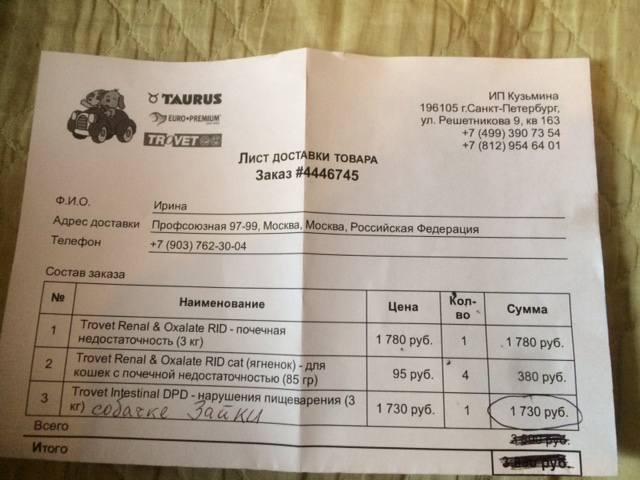 TAURUS
EURO-PREMIUM
TROVET
ИП Кузьмина
196105 г.Санкт-Петербург,
ул. Решетникова 9, кв 163
+7 (499) 390 73 54
+7 (812) 954 64 01
Лист доставки товара
Заказ #4446745
Ф.И.О. Ирина
Адрес доставки Профсоюзная 97-99, Москва, Москва, Российская Федерация
Телефон +7 (903) 762-30-04
Состав заказа
№ Наименование Цена Кол-во Сумма
1 Trovet Renal & Oxalate RID - почечная недостаточность (3 кг) 1 780 руб. 1 1 780 руб.
2 Trovet Renal & Oxalate RID cat (ягненок) - для кошек с почечной недостаточностью (85 гр) 95 руб. 4 380 руб.
3 Trovet Intestinal DPD - нарушения пищеварения (3 кг) собачке Зайки 1 730 руб. 1 1 730 руб.
Всего руб.
Итого руб.